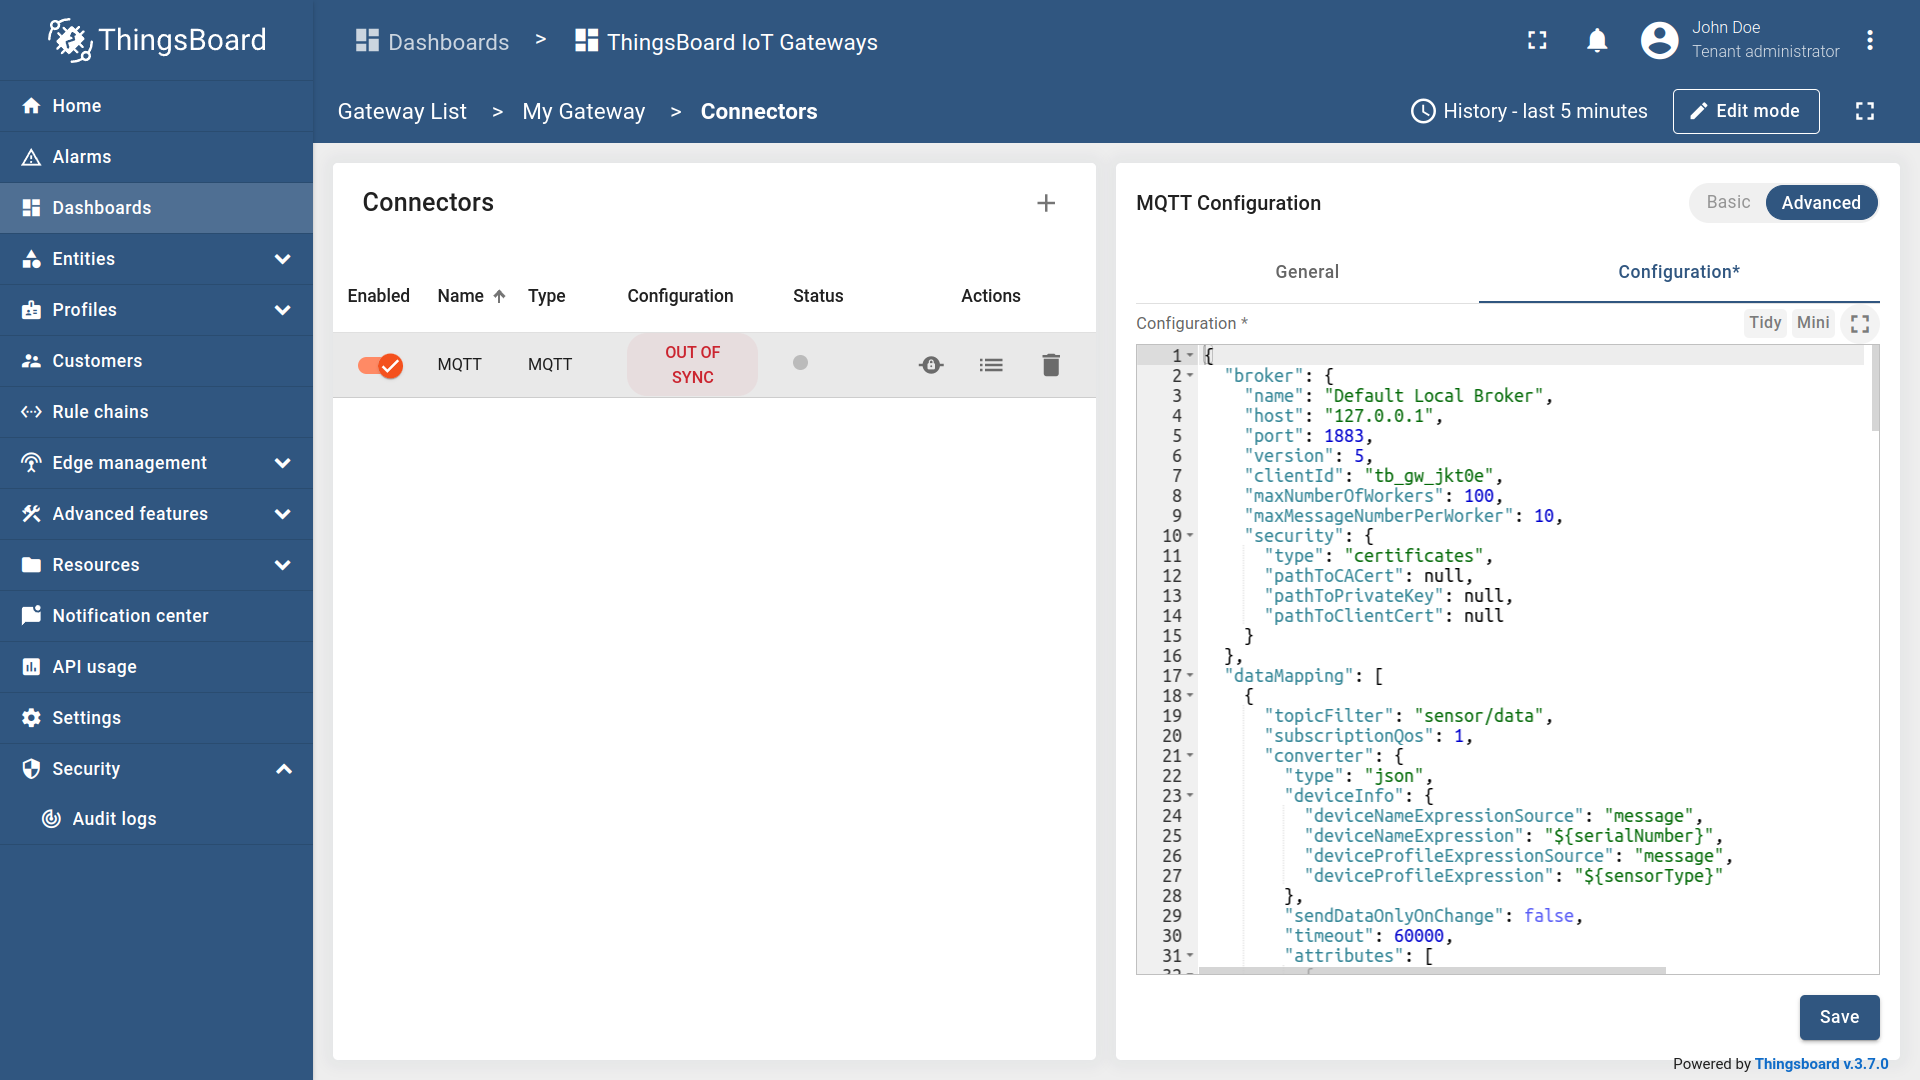 ThingsBoard
Dashboards > ThingsBoard IoT Gateways
John Doe
Tenant administrator
Gateway List > My Gateway > Connectors
History - last 5 minutes
Edit mode
Home
Alarms
Dashboards
Entities
Profiles
Customers
Rule chains
Edge management
Advanced features
Resources
Notification center
API usage
Settings
Security
Audit logs
Connectors
Enabled Name Type Configuration Status Actions
MQTT MQTT OUT OF
SYNC
MQTT Configuration
Basic Advanced
General Configuration*
Configuration *
Tidy Mini
1 {
2 "broker": {
3 "name": "Default Local Broker",
4 "host": "127.0.0.1",
5 "port": 1883,
6 "version": 5,
7 "clientId": "tb_gw_jkt0e",
8 "maxNumberOfWorkers": 100,
9 "maxMessageNumberPerWorker": 10,
10 "security": {
11 "type": "certificates",
12 "pathToCACert": null,
13 "pathToPrivateKey": null,
14 "pathToClientCert": null
15 }
16 },
17 "dataMapping": [
18 {
19 "topicFilter": "sensor/data",
20 "subscriptionQos": 1,
21 "converter": {
22 "type": "json",
23 "deviceInfo": {
24 "deviceNameExpressionSource": "message",
25 "deviceNameExpression": "${serialNumber}",
26 "deviceProfileExpressionSource": "message",
27 "deviceProfileExpression": "${sensorType}"
28 },
29 "sendDataOnlyOnChange": false,
30 "timeout": 60000,
31 "attributes": [
Save
Powered by Thingsboard v.3.7.0